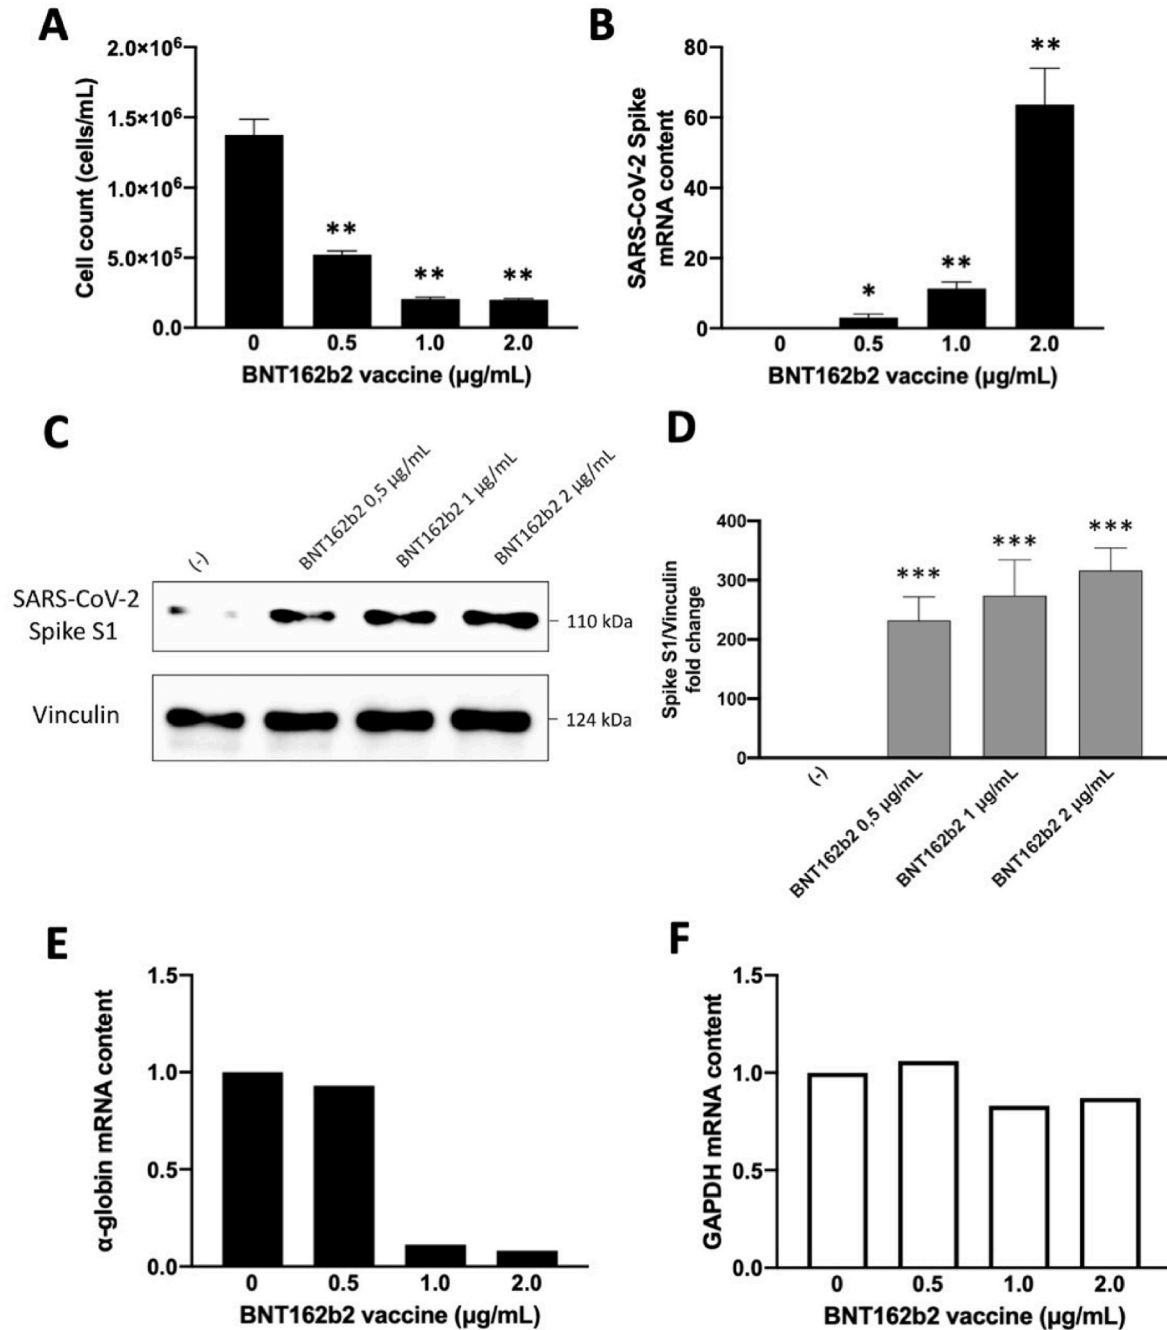 A
Cell count (cells/mL)
2.0×10⁶
1.5×10⁶
1.0×10⁶
5.0×10⁵
0.0
**
**
**
0 0.5 1.0 2.0
BNT162b2 vaccine (µg/mL)
B
SARS-CoV-2 Spike
mRNA content
80
60
40
20
0
*
**
**
0 0.5 1.0 2.0
BNT162b2 vaccine (µg/mL)
C
(-)
BNT162b2 0,5 µg/mL
BNT162b2 1 µg/mL
BNT162b2 2 µg/mL
SARS-CoV-2
Spike S1
110 kDa
Vinculin
124 kDa
D
Spike S1/Vinculin
fold change
400
300
200
100
0
***
***
***
(-)
BNT162b2 0,5 µg/mL
BNT162b2 1 µg/mL
BNT162b2 2 µg/mL
E
α-globin mRNA content
1.5
1.0
0.5
0.0
0 0.5 1.0 2.0
BNT162b2 vaccine (µg/mL)
F
GAPDH mRNA content
1.5
1.0
0.5
0.0
0 0.5 1.0 2.0
BNT162b2 vaccine (µg/mL)